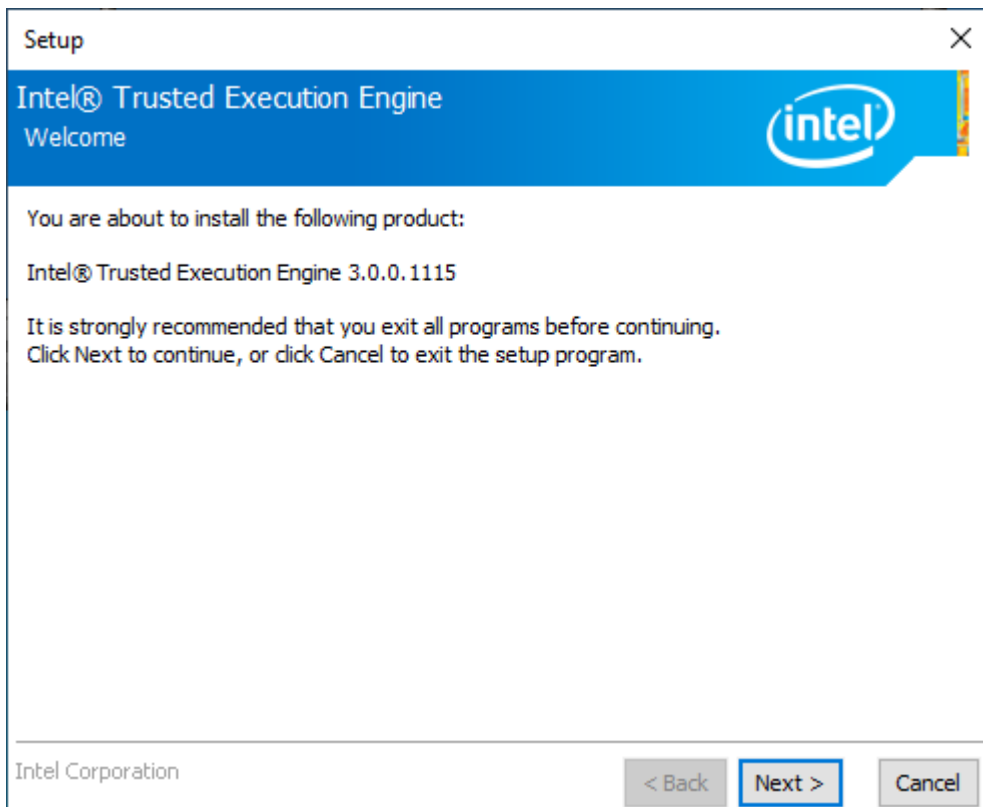 Setup
Intel® Trusted Execution Engine
Welcome
intel
You are about to install the following product:
Intel® Trusted Execution Engine 3.0.0.1115
It is strongly recommended that you exit all programs before continuing.
Click Next to continue, or click Cancel to exit the setup program.
Intel Corporation
< Back Next > Cancel